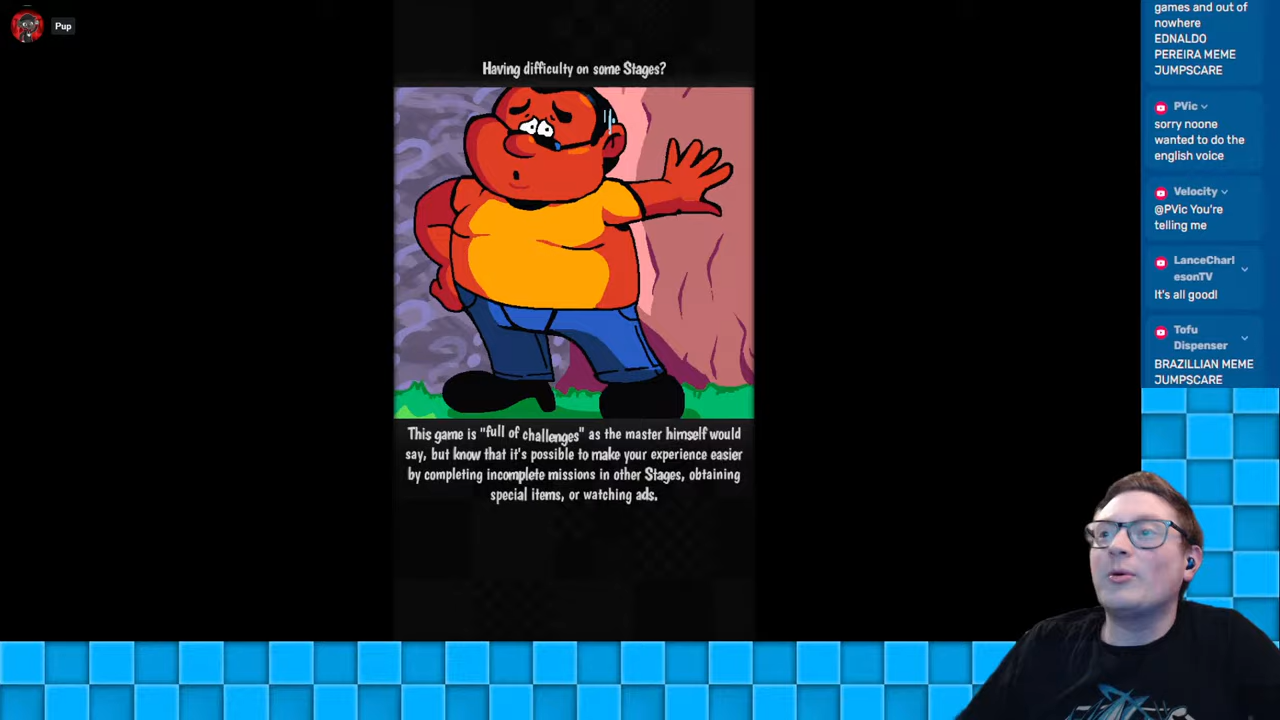 Pup
Having difficulty on some Stages?
This game is "full of challenges" as the master himself would
say, but know that it's possible to make your experience easier
by completing incomplete missions in other Stages, obtaining
special items, or watching ads.
games and out of
nowhere
EDNALDO
PEREIRA MEME
JUMPSCARE
PVic
sorry noone
wanted to do the
english voice
Velocity
@PVic You're
telling me
LanceCharl
esonTV
It's all good!
Tofu
Dispenser
BRAZILLIAN MEME
JUMPSCARE